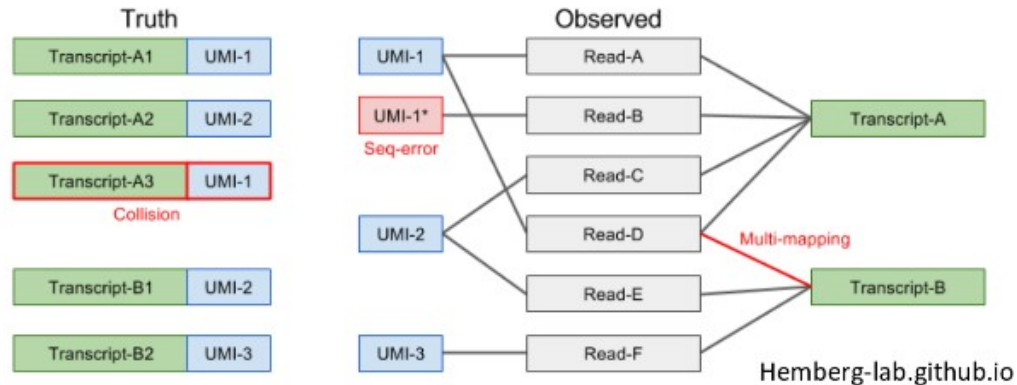 Truth
Observed
Transcript-A1 UMI-1
UMI-1 Read-A
Transcript-A2 UMI-2
UMI-1* Read-B Transcript-A
Seq-error
Transcript-A3 UMI-1
Read-C
Collision
UMI-2 Read-D
Multi-mapping
Transcript-B1 UMI-2
Read-E Transcript-B
Transcript-B2 UMI-3
UMI-3 Read-F
Hemberg-lab.github.io